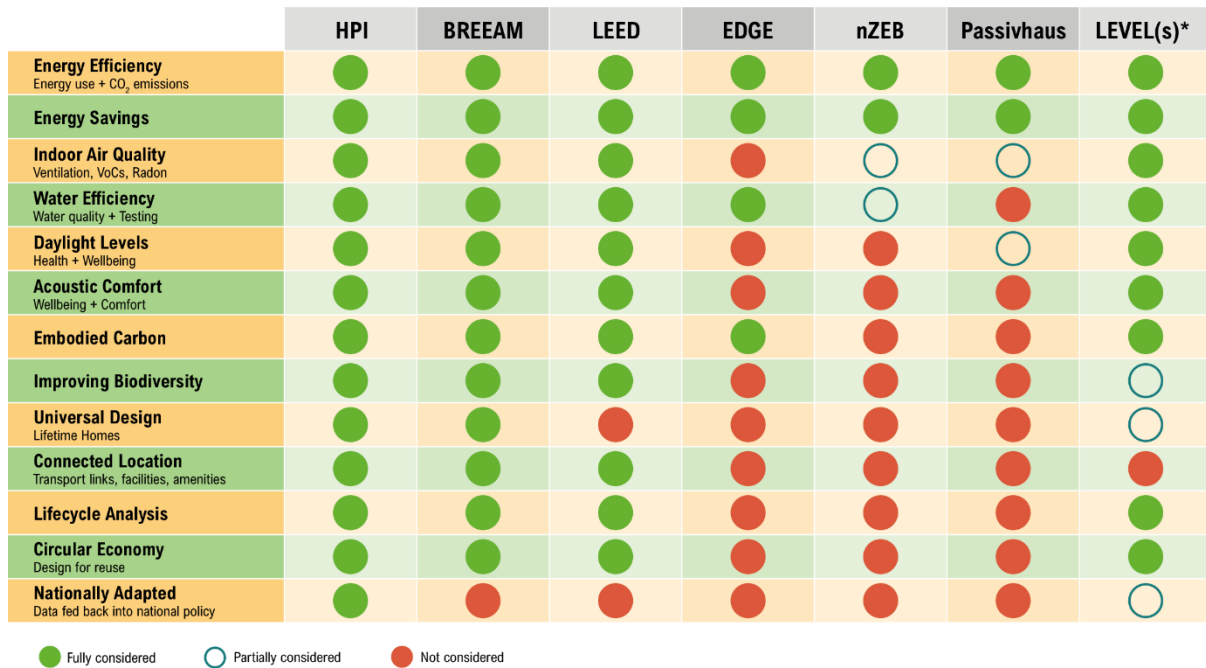 HPI BREEAM LEED EDGE nZEB Passivhaus LEVEL(s)*
Energy Efficiency
Energy use + CO₂ emissions
Energy Savings
Indoor Air Quality
Ventilation, VoCs, Radon
Water Efficiency
Water quality + Testing
Daylight Levels
Health + Wellbeing
Acoustic Comfort
Wellbeing + Comfort
Embodied Carbon
Improving Biodiversity
Universal Design
Lifetime Homes
Connected Location
Transport links, facilities, amenities
Lifecycle Analysis
Circular Economy
Design for reuse
Nationally Adapted
Data fed back into national policy
Fully considered Partially considered Not considered